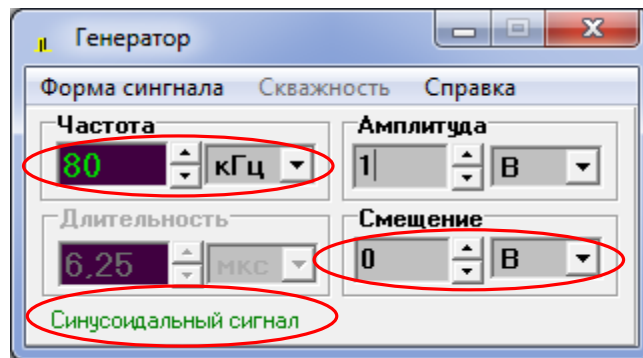 Генератор
Форма сингнала Скважность Справка
Частота Амплитуда
80 кГц 1 В
Длительность Смещение
6,25 мкс 0 В
Синусоидальный сигнал